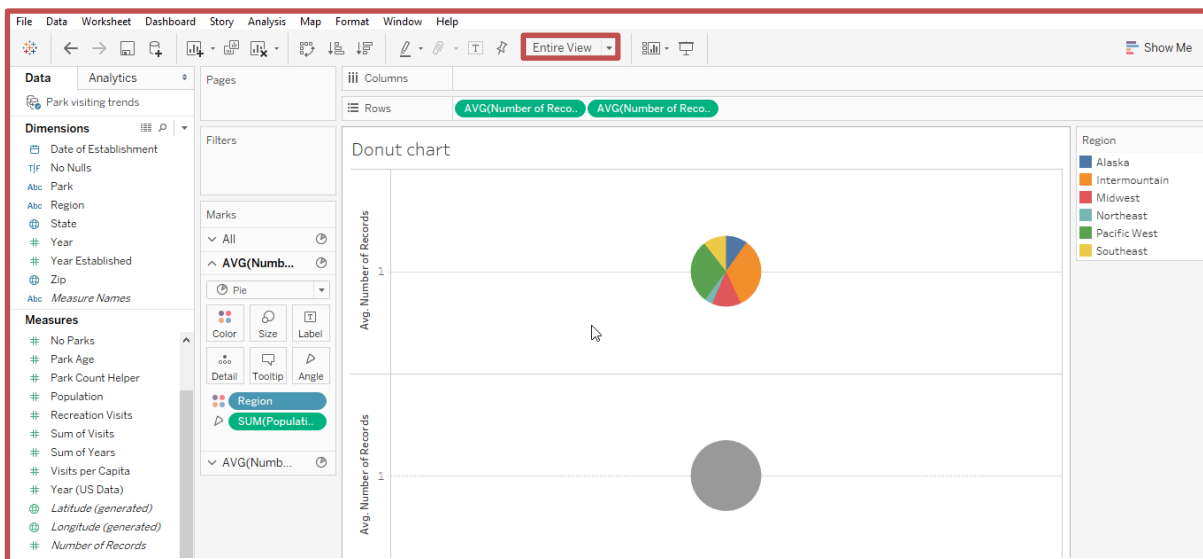 File Data Worksheet Dashboard Story Analysis Map Format Window Help
Entire View
Show Me
Data Analytics
Park visiting trends
Dimensions
Date of Establishment
T|F No Nulls
Abc Park
Abc Region
State
# Year
# Year Established
Zip
Abc Measure Names
Measures
# No Parks
# Park Age
# Park Count Helper
# Population
# Recreation Visits
# Sum of Visits
# Sum of Years
# Visits per Capita
# Year (US Data)
Latitude (generated)
Longitude (generated)
# Number of Records
Pages
Filters
Marks
All
AVG(Numb...
Pie
Color Size Label
Detail Tooltip Angle
Region
SUM(Populati..
AVG(Numb...
iii Columns
Rows AVG(Number of Reco.. AVG(Number of Reco..
Donut chart
Avg. Number of Records
1
Avg. Number of Records
1
Region
Alaska
Intermountain
Midwest
Northeast
Pacific West
Southeast